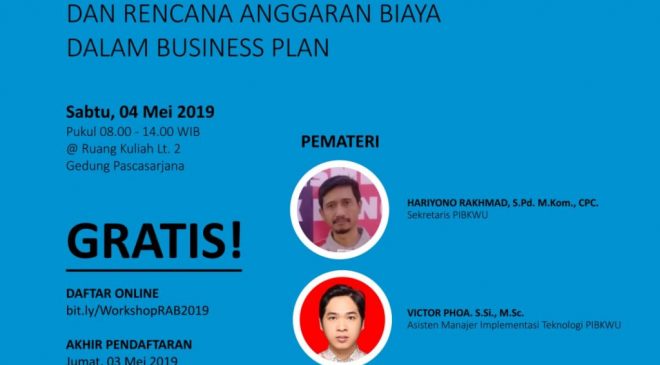 DAN RENCANA ANGGARAN BIAYA
DALAM BUSINESS PLAN
Sabtu, 04 Mei 2019
Pukul 08.00 - 14.00 WIB
@ Ruang Kuliah Lt. 2
Gedung Pascasarjana
PEMATERI
HARIYONO RAKHMAD, S.Pd. M.Kom., CPC.
Sekretaris PIBKWU
GRATIS!
DAFTAR ONLINE
bit.ly/WorkshopRAB2019
VICTOR PHOA. S.Si., M.Sc.
Asisten Manajer Implementasi Teknologi PIBKWU
AKHIR PENDAFTARAN
Jumat, 03 Mei 2019